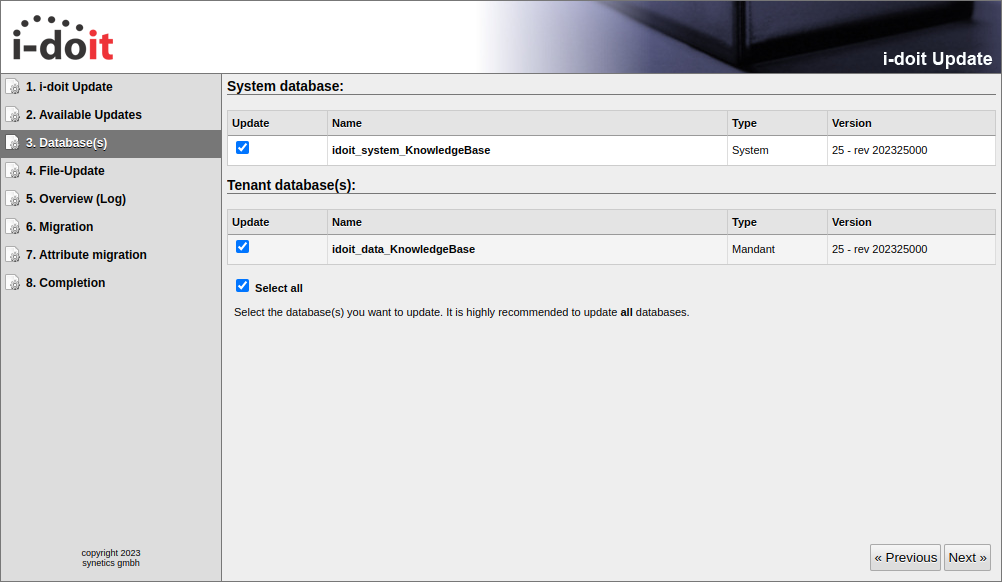 i-doit
i-doit Update
1. i-doit Update
2. Available Updates
3. Database(s)
4. File-Update
5. Overview (Log)
6. Migration
7. Attribute migration
8. Completion
copyright 2023
synetics gmbh
System database:
Update Name Type Version
idoit_system_KnowledgeBase System 25 - rev 202325000
Tenant database(s):
Update Name Type Version
idoit_data_KnowledgeBase Mandant 25 - rev 202325000
Select all
Select the database(s) you want to update. It is highly recommended to update all databases.
« Previous Next »